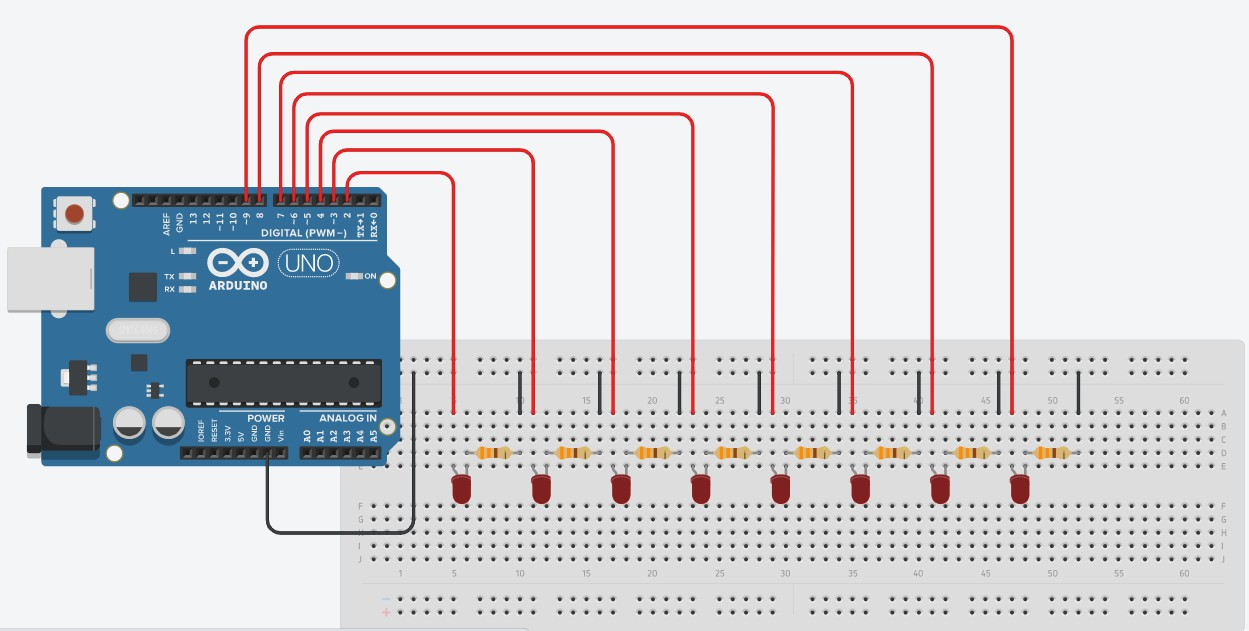 AREF
GND
13
12
~11
~10
~9
8
7
~6
~5
4
~3
2
TX→1
RX←0
DIGITAL (PWM~)
L
TX
RX
UNO
ARDUINO
ON
POWER
ANALOG IN
IOREF
RESET
3.3V
5V
GND
GND
Vin
A0
A1
A2
A3
A4
A5
10 15 20 25 30 35 40 45 50 55 60
A A
B
C
D
E E
F F
G G
H H
I I
J J
1 5 10 15 20 25 30 35 40 45 50 55 60
−
+